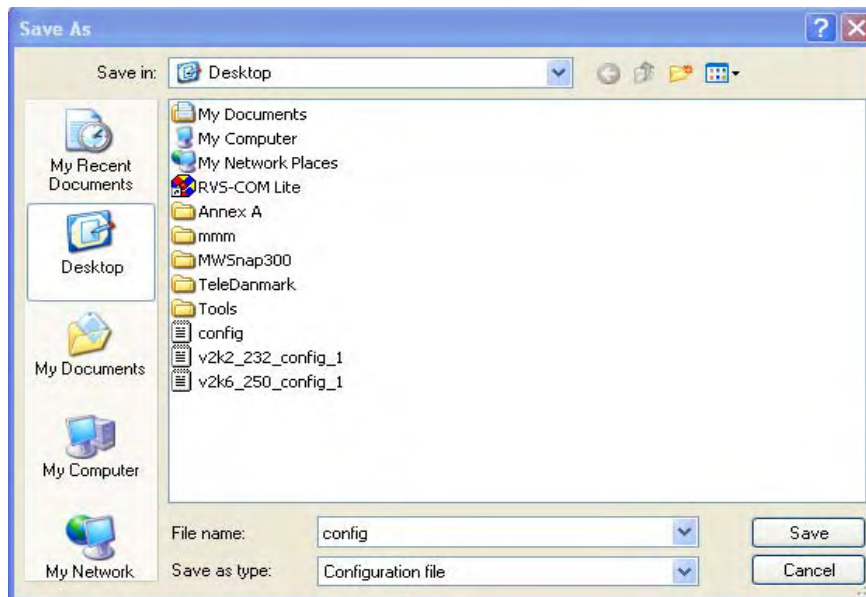 Save As
Save in:
Desktop
My Recent
Documents
Desktop
My Documents
My Computer
My Network
My Documents
My Computer
My Network Places
RVS-COM Lite
Annex A
mmm
MWSnap300
TeleDanmark
Tools
config
v2k2_232_config_1
v2k6_250_config_1
File name:
config
Save
Save as type:
Configuration file
Cancel